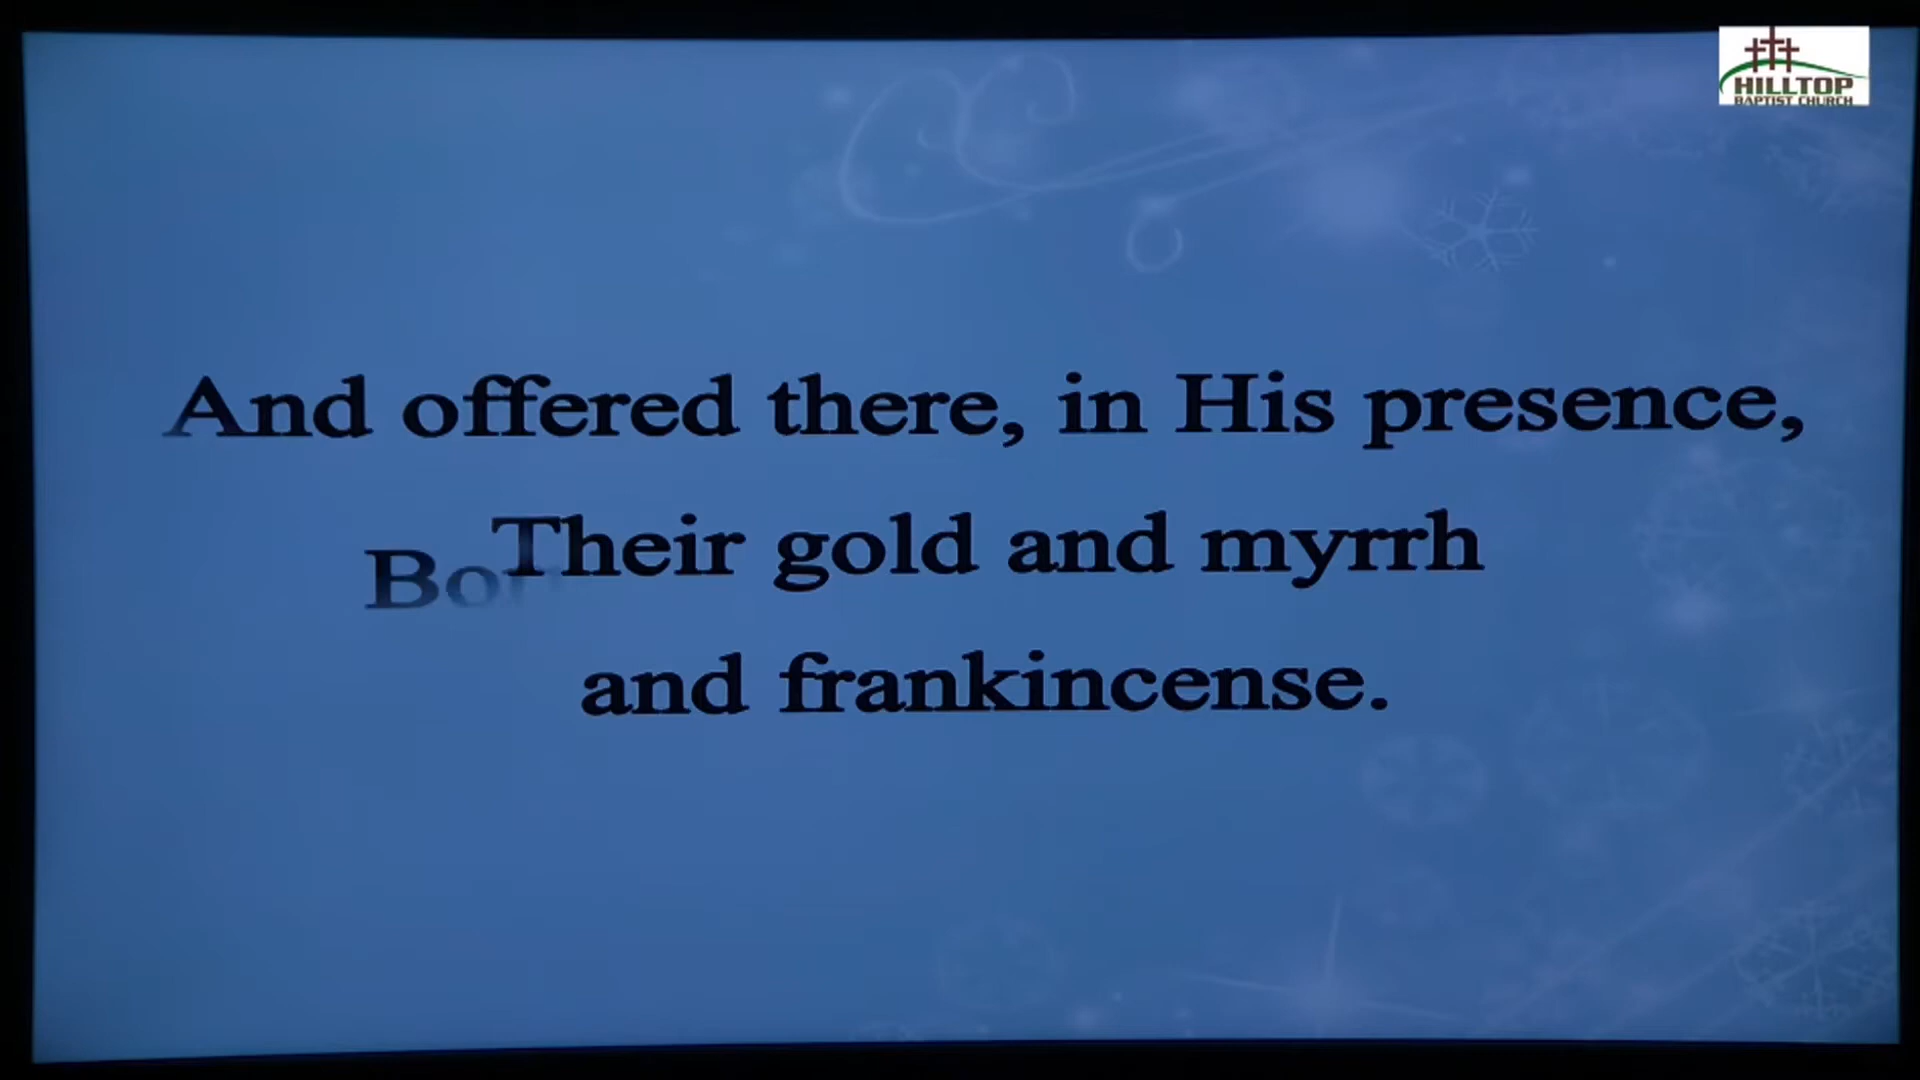 HILLTOP
BAPTIST CHURCH
And offered there, in His presence,
Their gold and myrrh
and frankincense.